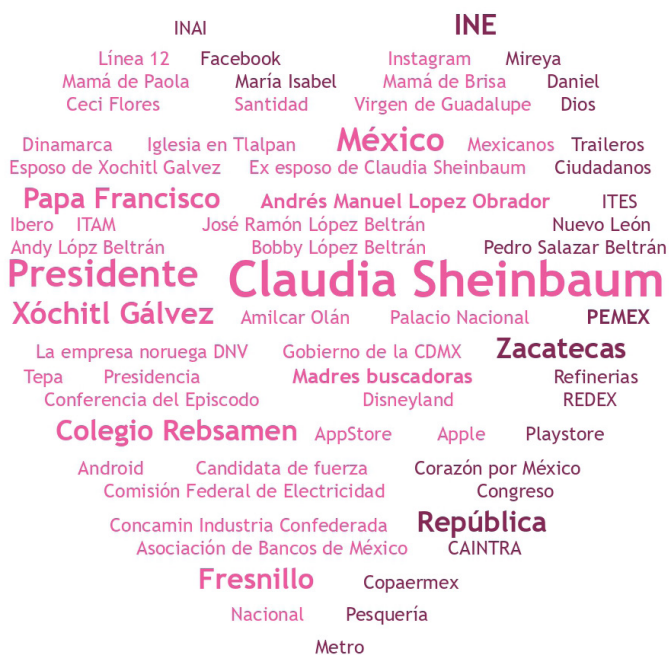 INAI INE
Línea 12 Facebook Instagram Mireya
Mamá de Paola María Isabel Mamá de Brisa Daniel
Ceci Flores Santidad Virgen de Guadalupe Dios
Dinamarca Iglesia en Tlalpan México Mexicanos Traileros
Esposo de Xochitl Galvez Ex esposo de Claudia Sheinbaum Ciudadanos
Papa Francisco Andrés Manuel Lopez Obrador ITES
Ibero ITAM José Ramón López Beltrán Nuevo León
Andy Lópz Beltrán Bobby López Beltrán Pedro Salazar Beltrán
Presidente Claudia Sheinbaum
Xóchitl Gálvez Amilcar Olán Palacio Nacional PEMEX
La empresa noruega DNV Gobierno de la CDMX Zacatecas
Tepa Presidencia Madres buscadoras Refinerias
Conferencia del Episcodo Disneyland REDEX
Colegio Rebsamen AppStore Apple Playstore
Android Candidata de fuerza Corazón por México
Comisión Federal de Electricidad Congreso
Concamin Industria Confederada República
Asociación de Bancos de México CAINTRA
Fresnillo Copaermex
Nacional Pesquería
Metro